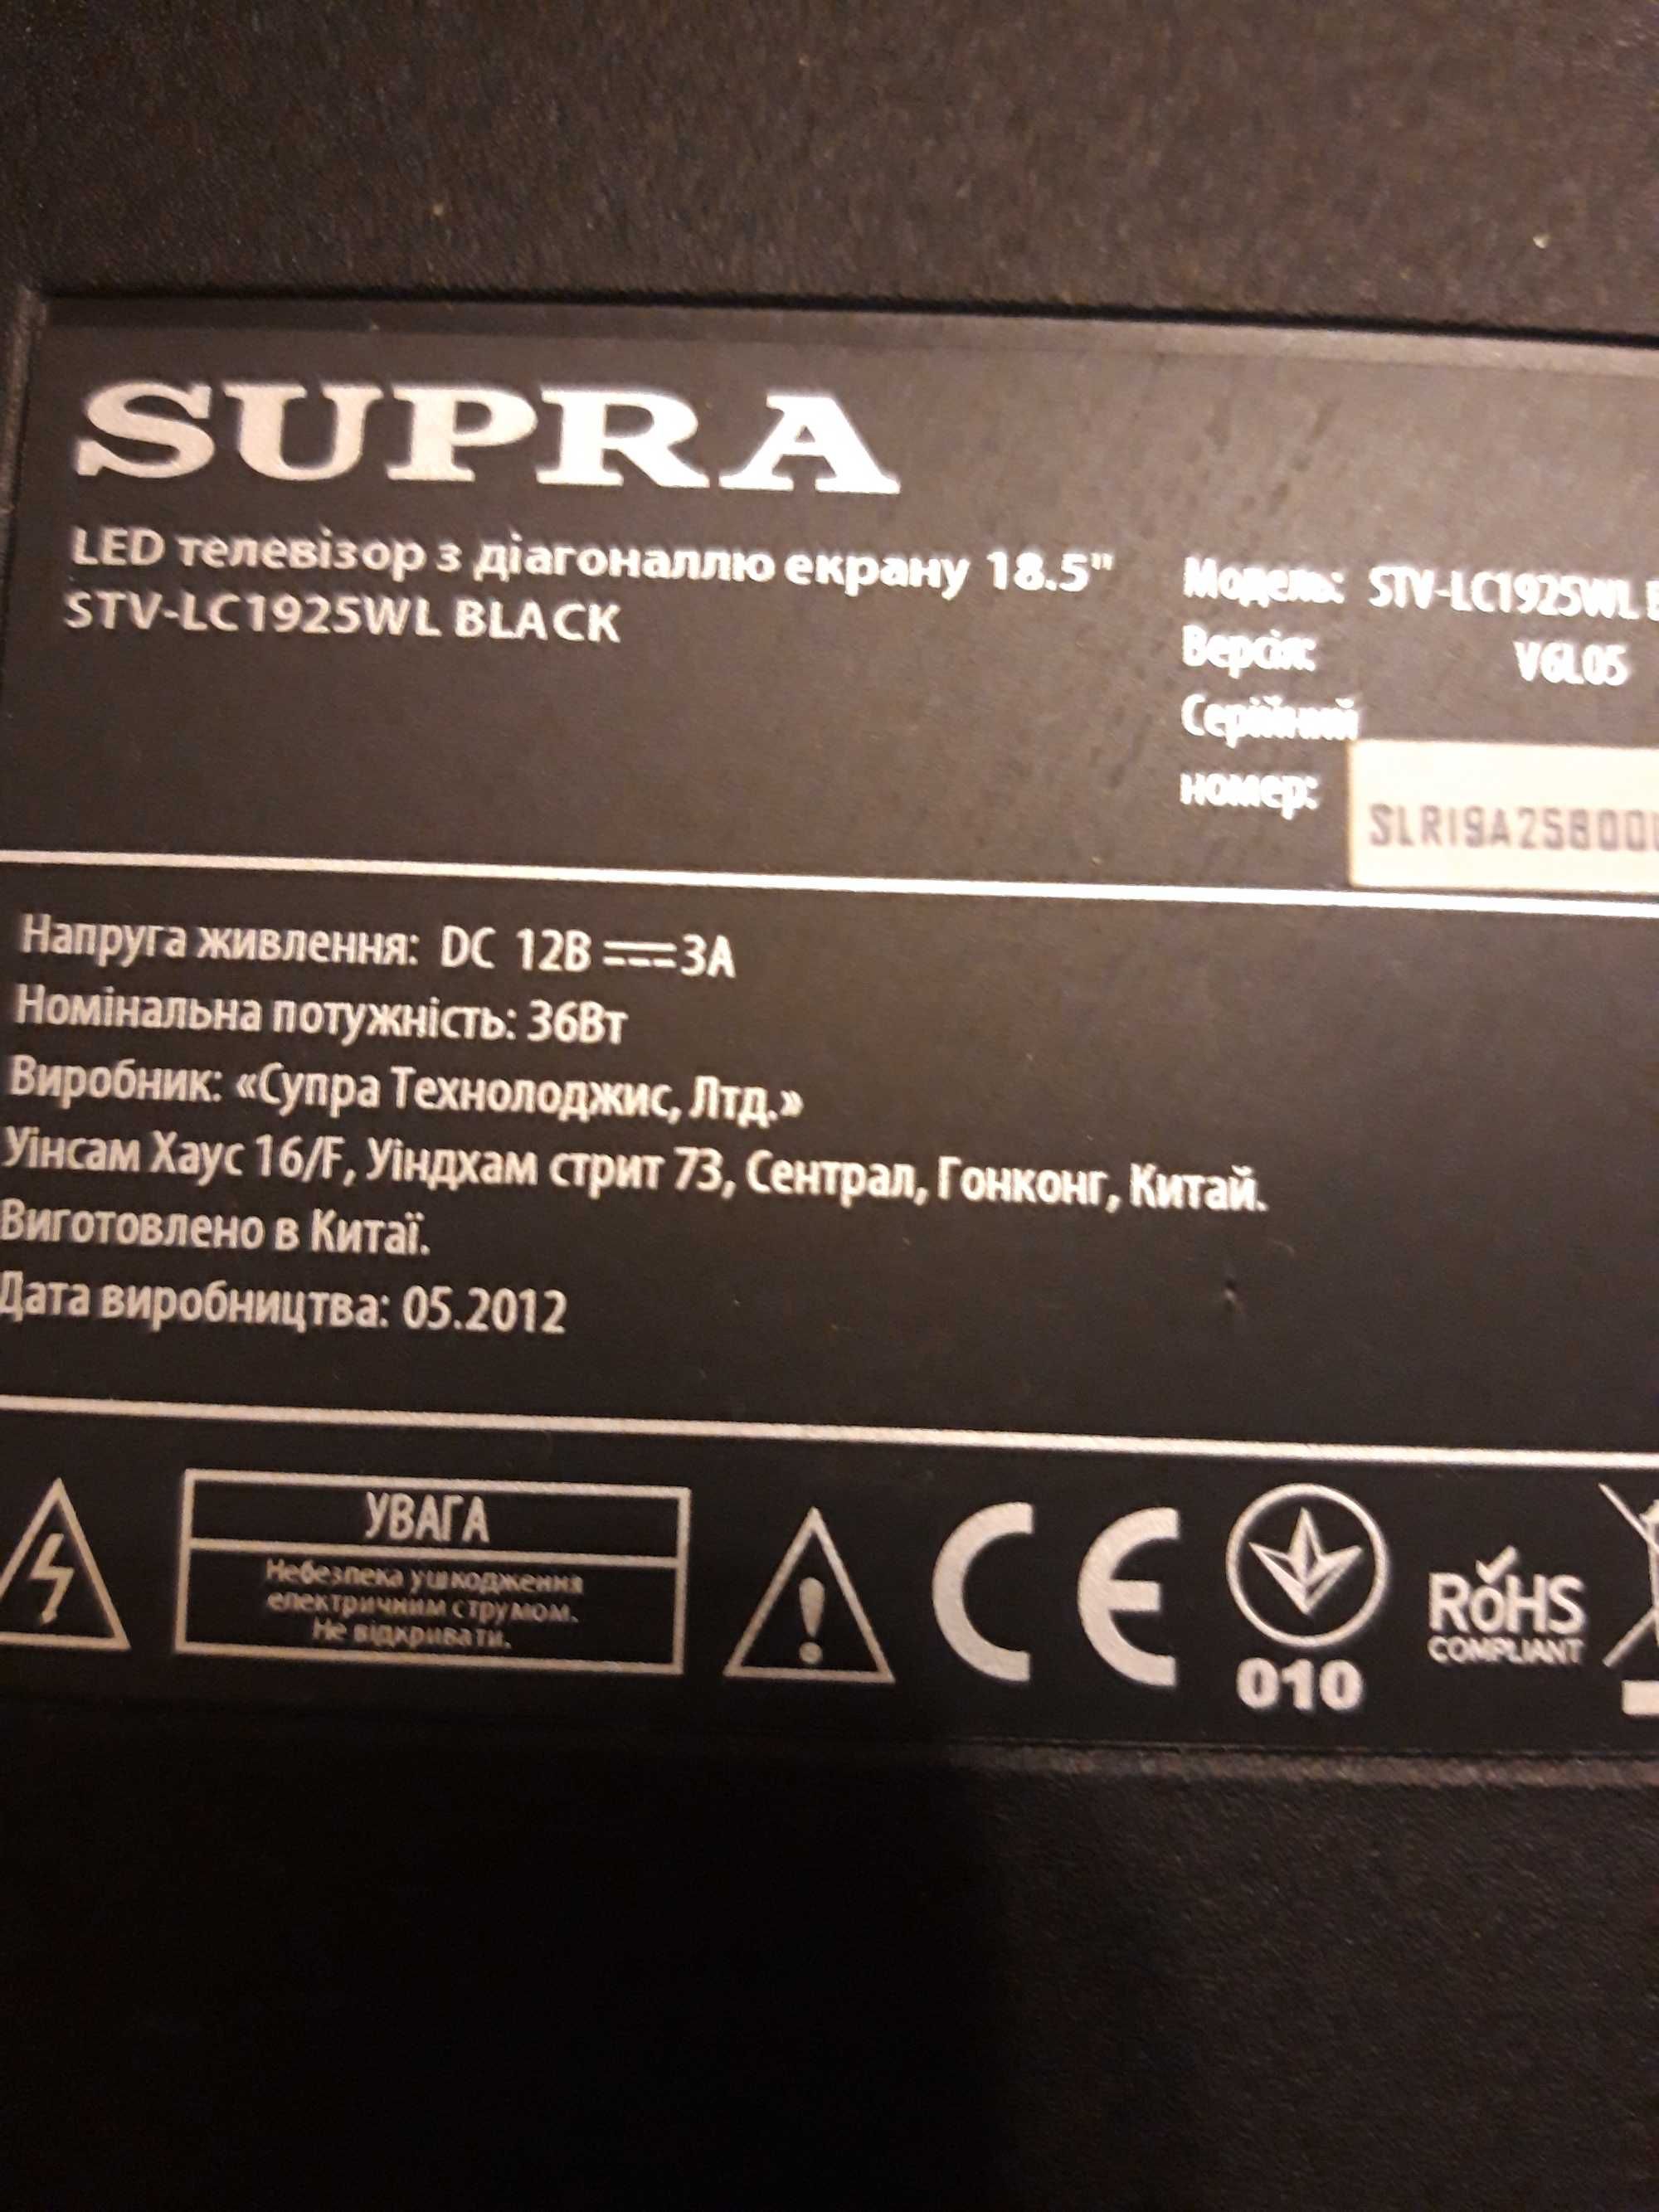 SUPRA
LED телевізор з діагоналлю екрану 18.5"
STV-LC1925WL BLACK
Модель: STV-LC1925WL
Версія: V6L05
Серійний
номер:
SLR19A25800
Напруга живлення: DC 12В 3А
Номінальна потужність: 36Вт
Виробник: «Супра Технолоджис, Лтд.»
Уінсам Хаус 16/F, Уіндхам стрит 73, Сентрал, Гонконг, Китай.
Виготовлено в Китаї.
Дата виробництва: 05.2012
УВАГА
Небезпека ушкодження
електричним струмом.
Не відкривати.
CE
010
RoHS
COMPLIANT